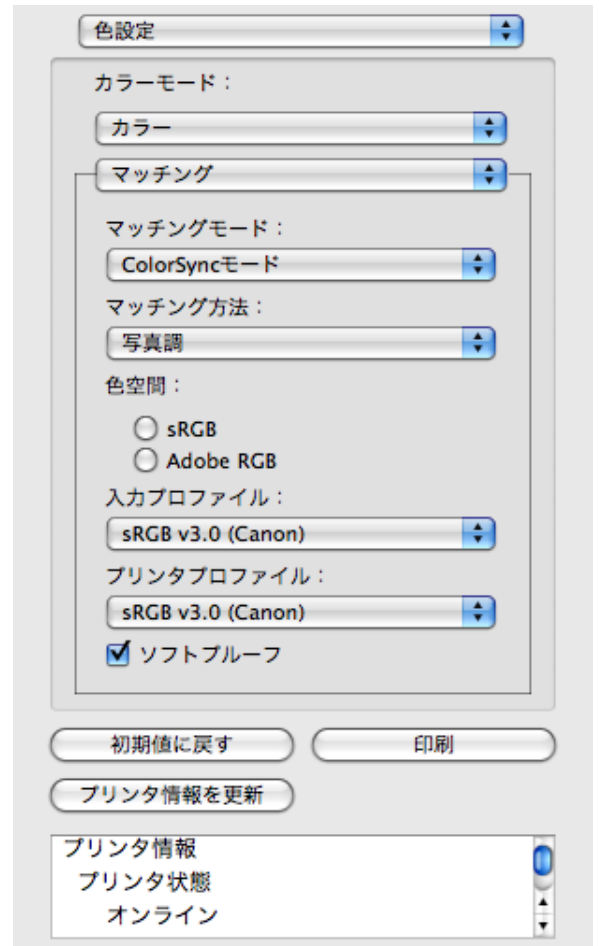 色設定
カラーモード：
カラー
マッチング
マッチングモード：
ColorSyncモード
マッチング方法：
写真調
色空間：
sRGB
Adobe RGB
入力プロファイル：
sRGB v3.0 (Canon)
プリンタプロファイル：
sRGB v3.0 (Canon)
ソフトプルーフ
初期値に戻す 印刷
プリンタ情報を更新
プリンタ情報
プリンタ状態
オンライン